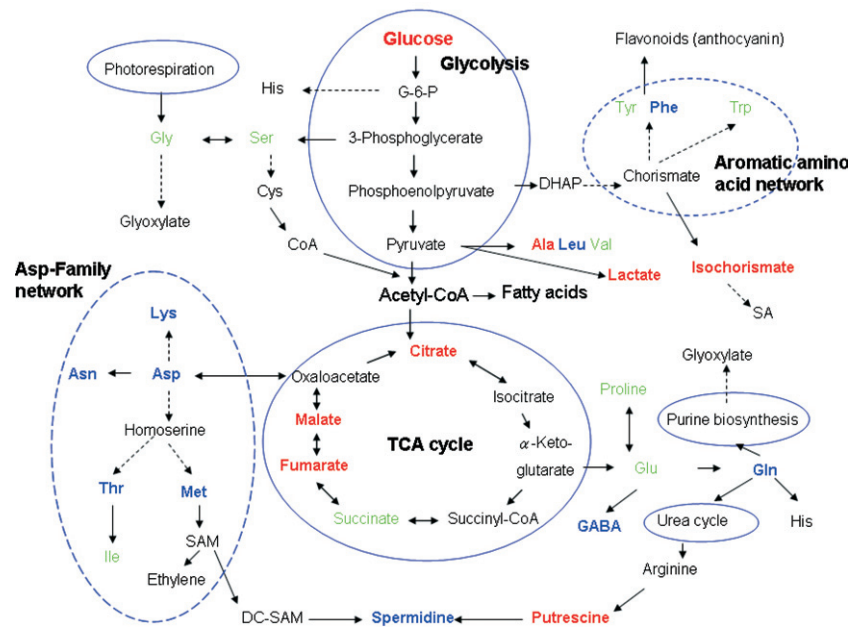 Glucose
Flavonoids (anthocyanin)
Photorespiration
Glycolysis
His
G-6-P
Tyr Phe
Trp
Gly
Ser
3-Phosphoglycerate
Aromatic amino
acid network
Chorismate
Cys
Phosphoenolpyruvate
DHAP
Glyoxylate
CoA
Pyruvate
Ala Leu Val
Isochorismate
Lactate
Asp-Family
network
Acetyl-CoA
Fatty acids
SA
Lys
Citrate
Glyoxylate
Asn
Asp
Oxaloacetate
Isocitrate
Proline
Malate
Purine biosynthesis
Homoserine
TCA cycle
α-Keto-
glutarate
Fumarate
Glu
Gln
Thr
Met
Succinate
Succinyl-CoA
GABA
Urea cycle
His
SAM
Ile
Ethylene
Arginine
DC-SAM
Spermidine
Putrescine